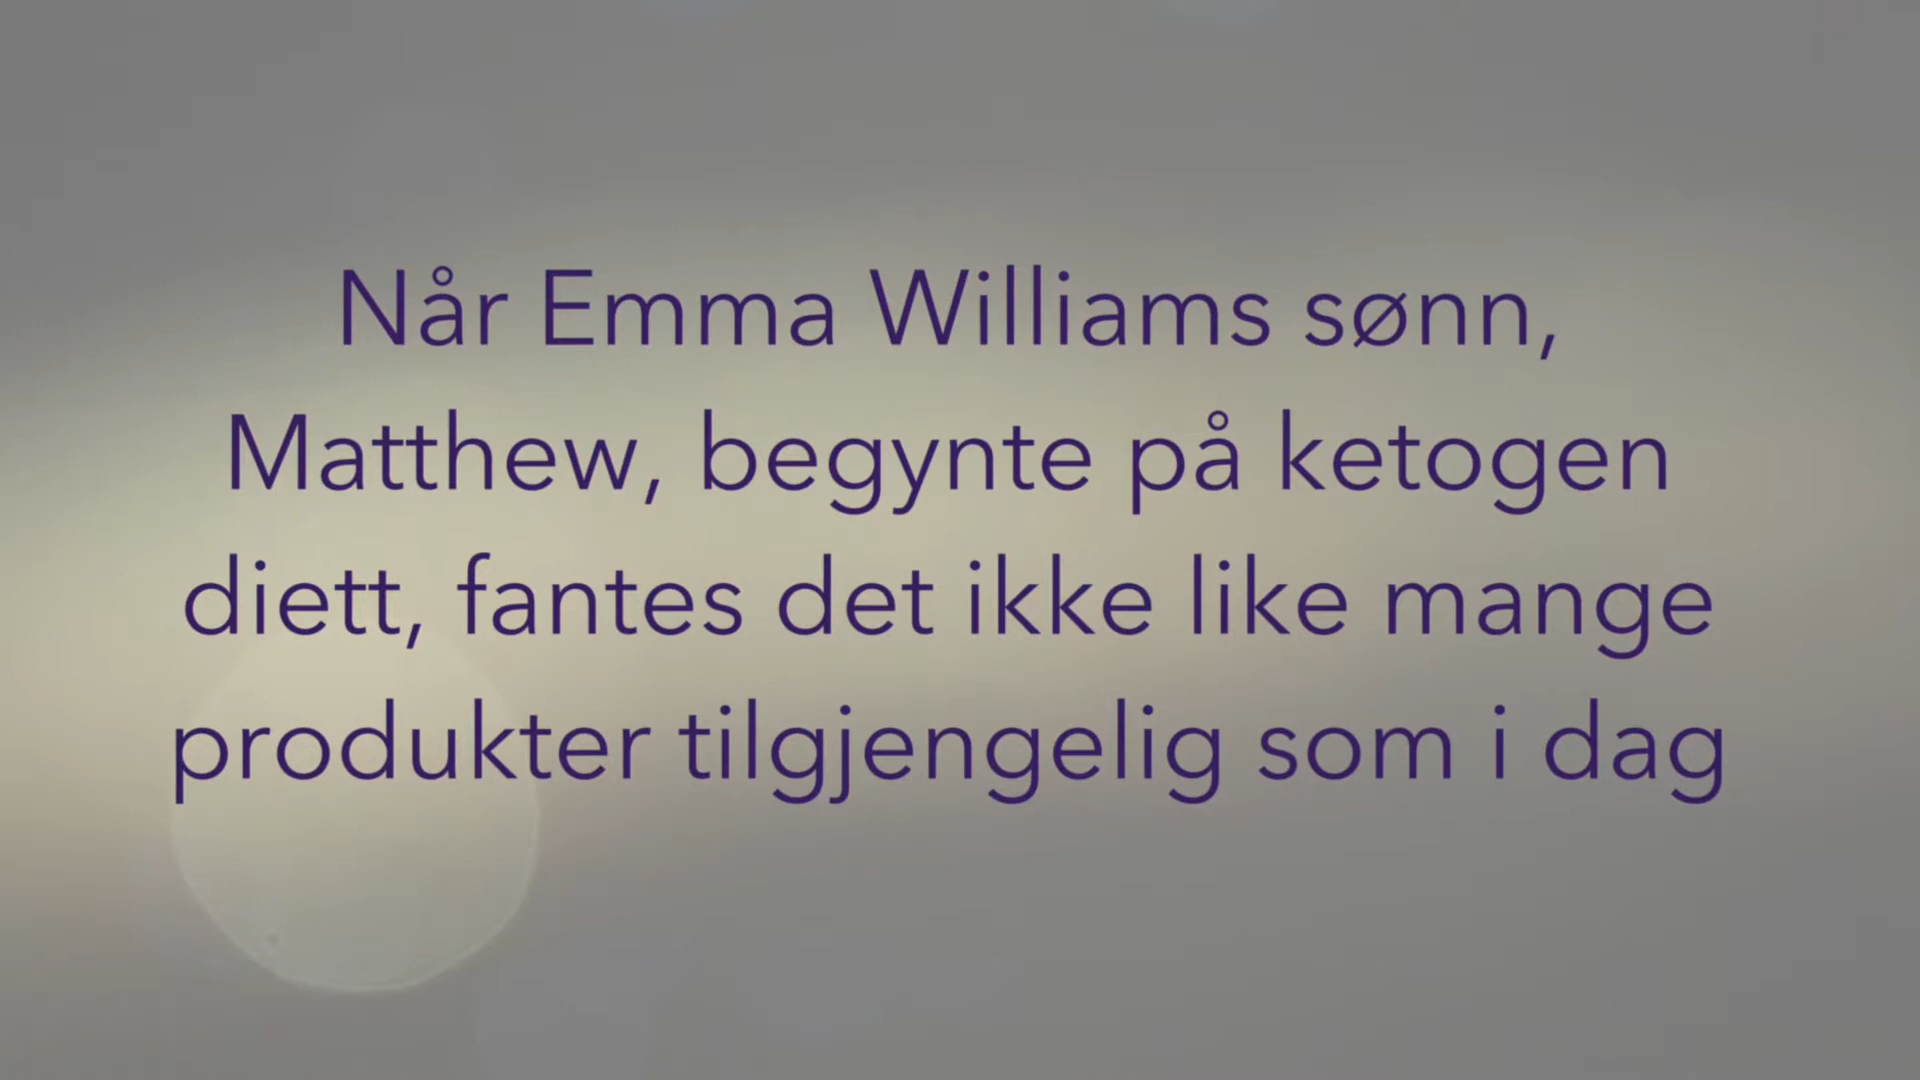 Når Emma Williams sønn,
Matthew, begynte på ketogen
diett, fantes det ikke like mange
produkter tilgjengelig som i dag